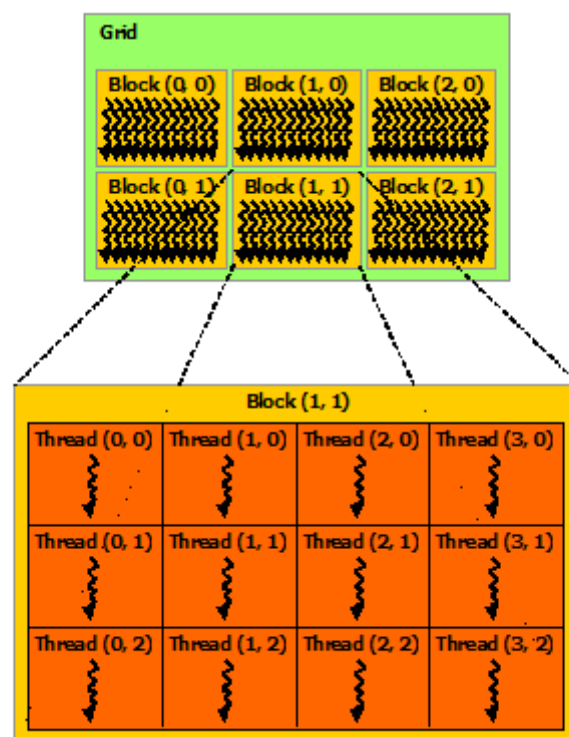 Grid
Block (0, 0) Block (1, 0) Block (2, 0)
Block (0, 1) Block (1, 1) Block (2, 1)
Block (1, 1)
Thread (0, 0) Thread (1, 0) Thread (2, 0) Thread (3, 0)
Thread (0, 1) Thread (1, 1) Thread (2, 1) Thread (3, 1)
Thread (0, 2) Thread (1, 2) Thread (2, 2) Thread (3, 2)